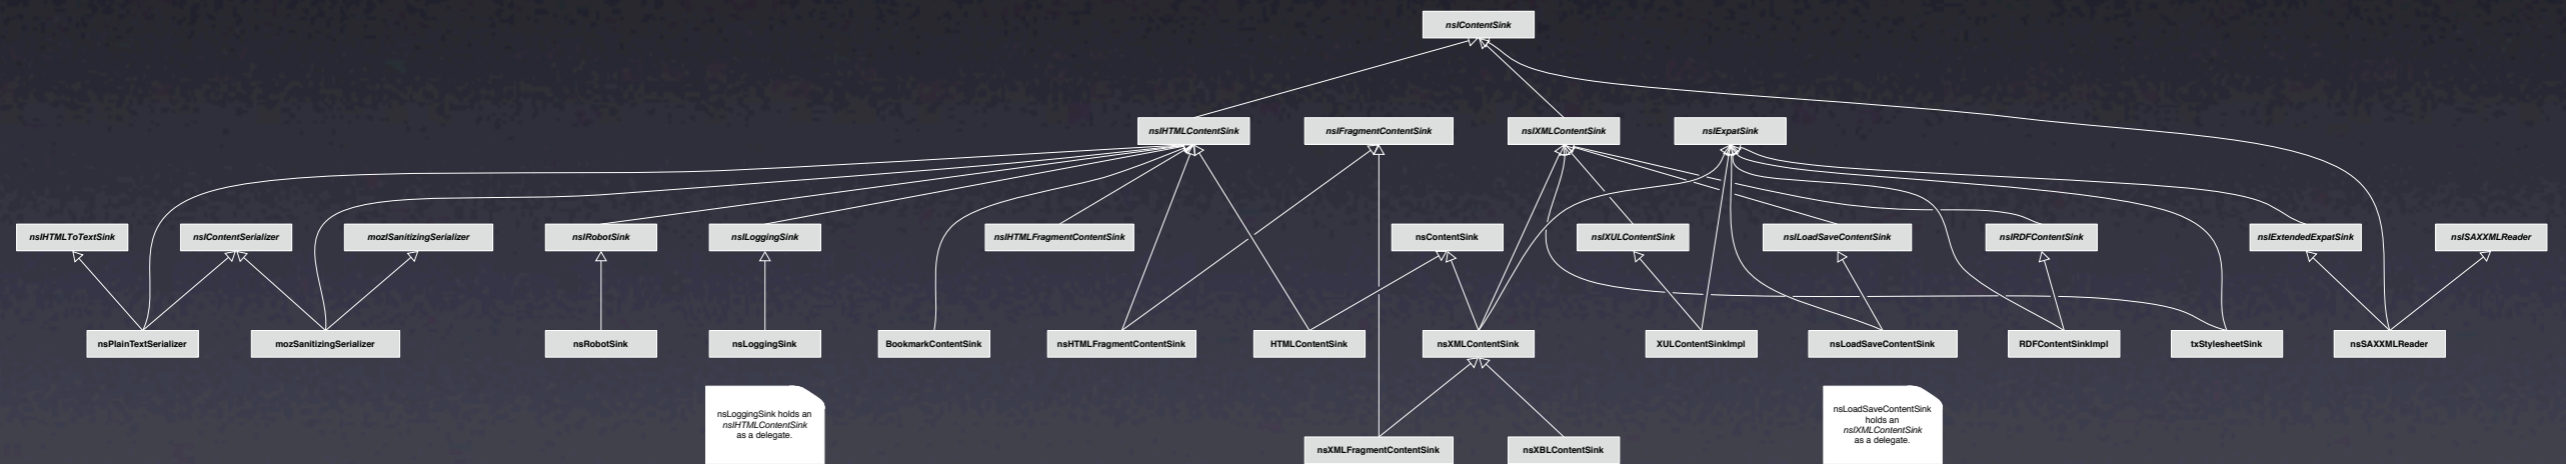 nsIContentSink
nsIHTMLContentSink
nsIFragmentContentSink
nsIXMLContentSink
nsIExpatSink
nsIHTMLToTextSink
nsIContentSerializer
mozISanitizingSerializer
nsIRobotSink
nsILoggingSink
nsIHTMLFragmentContentSink
nsContentSink
nsIXULContentSink
nsILoadSaveContentSink
nsIRDFContentSink
nsIExtendedExpatSink
nsISAXXMLReader
nsPlainTextSerializer
mozSanitizingSerializer
nsRobotSink
nsLoggingSink
BookmarkContentSink
nsHTMLFragmentContentSink
HTMLContentSink
nsXMLContentSink
XULContentSinkImpl
nsLoadSaveContentSink
RDFContentSinkImpl
txStylesheetSink
nsSAXXMLReader
nsLoggingSink holds an
nsIHTMLContentSink
as a delegate.
nsLoadSaveContentSink
holds an
nsIXMLContentSink
as a delegate.
nsXMLFragmentContentSink
nsXBLContentSink